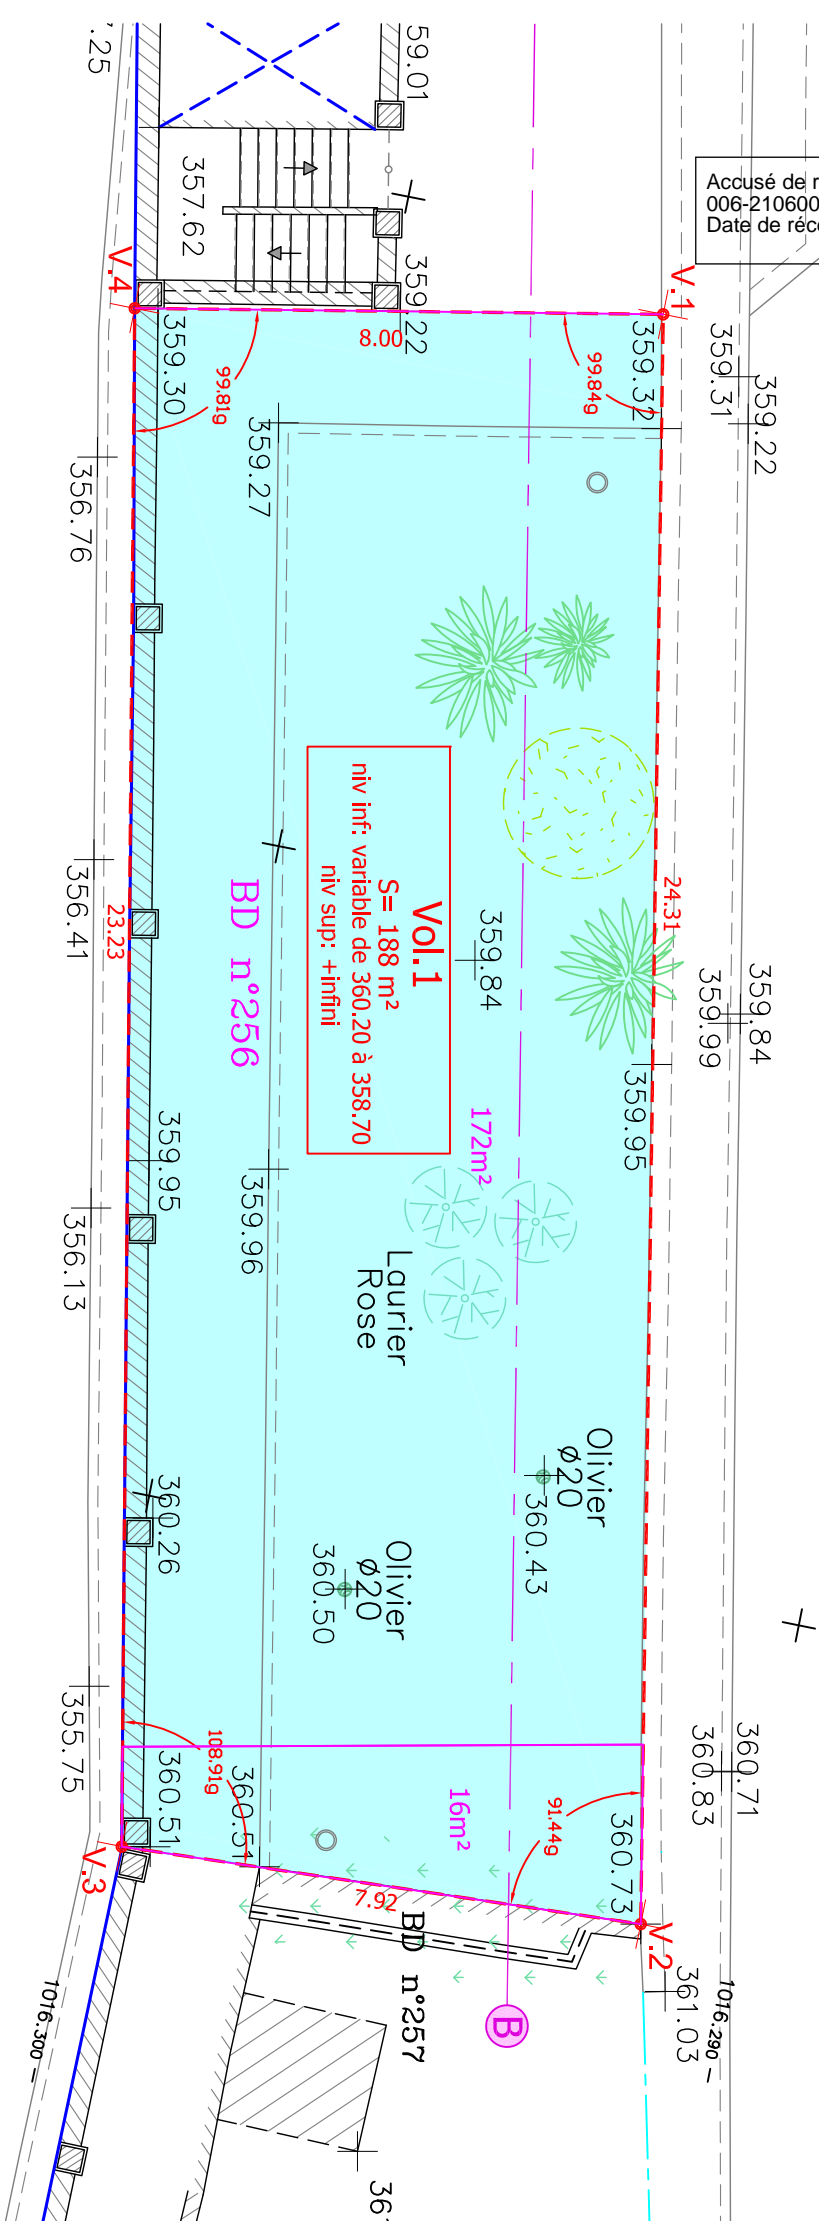 Accusé de r
006-210600
Date de réce
59.01
.25
357.62
359.22
V.4
V.1
359.30
8.00
359.32
99.81g
99.84g
359.31
359.22
359.27
356.76
Vol.1
S= 188 m²
niv inf: variable de 360.20 à 358.70
niv sup: +infini
BD n°256
24.31
23.23
356.41
359.84
359.84
359.99
359.95
172m²
359.95
359.96
356.13
Laurier
Rose
Olivier
ø20
360.43
Olivier
ø20
360.50
360.26
355.75
108.91g
360.51
360.51
16m²
91.44g
360.73
360.71
360.83
V.3
7.92
V.2
BD n°257
361.03
B
1016.290
1016.300